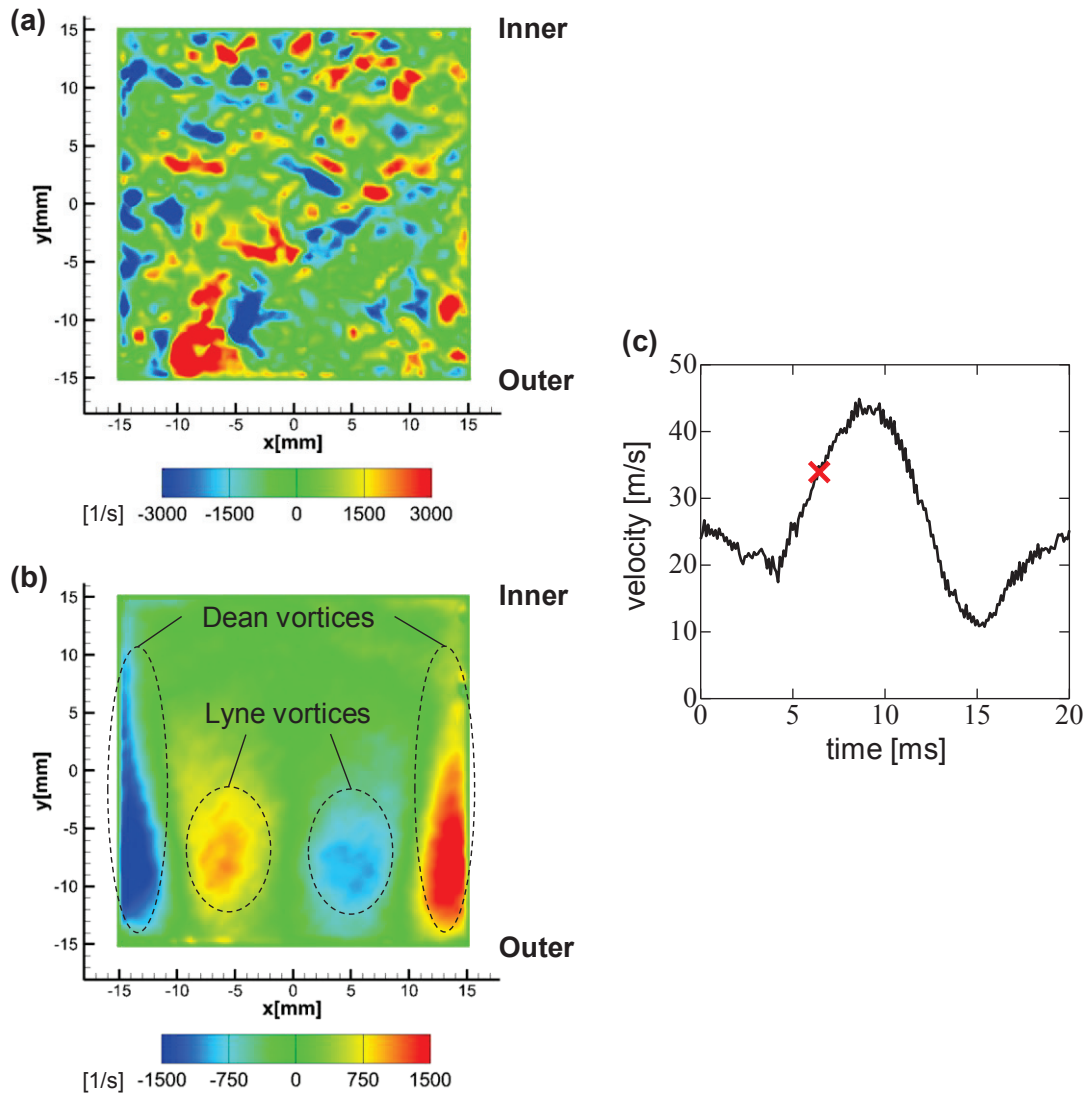 (a)
Inner
15
10
5
0
-5
-10
-15
y[mm]
Outer
-15 -10 -5 0 5 10 15
x[mm]
[1/s] -3000 -1500 0 1500 3000
(b)
Inner
15
10
5
0
-5
-10
-15
y[mm]
Dean vortices
Lyne vortices
Outer
-15 -10 -5 0 5 10 15
x[mm]
[1/s] -1500 -750 0 750 1500
(c)
50
40
30
20
10
0
velocity [m/s]
0 5 10 15 20
time [ms]